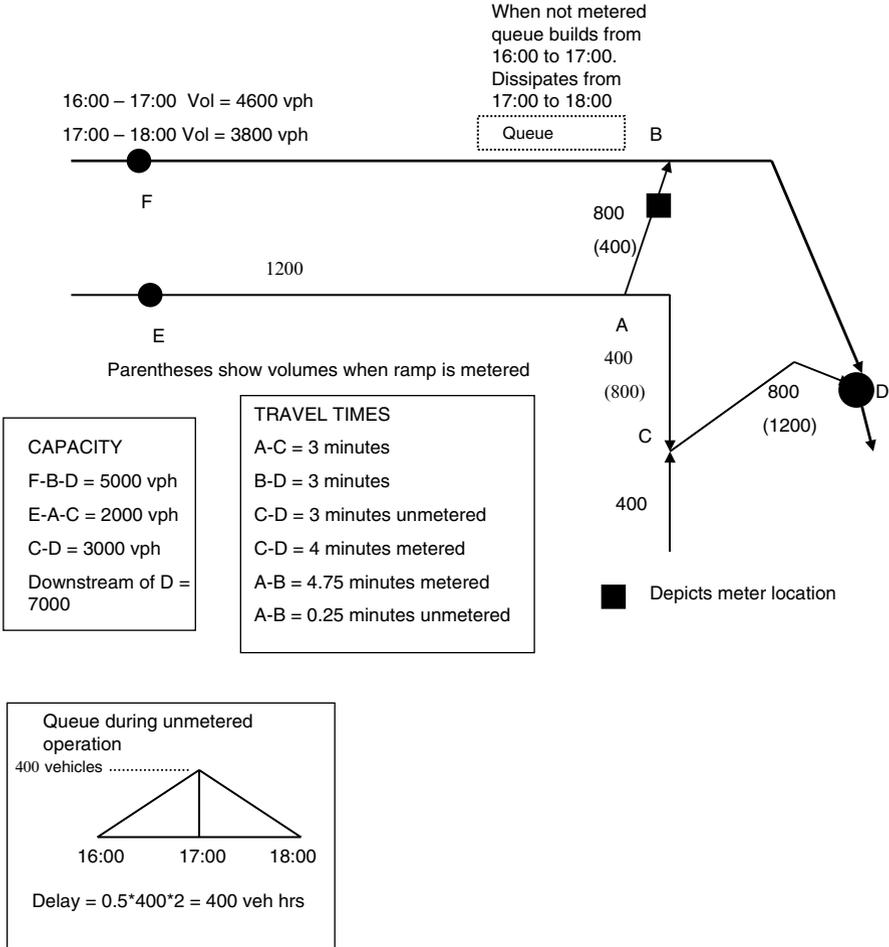 When not metered
queue builds from
16:00 to 17:00.
Dissipates from
17:00 to 18:00
16:00 – 17:00 Vol = 4600 vph
17:00 – 18:00 Vol = 3800 vph
Queue
B
F
800
(400)
1200
E
A
Parentheses show volumes when ramp is metered
400
(800)
800
(1200)
D
C
400
CAPACITY
F-B-D = 5000 vph
E-A-C = 2000 vph
C-D = 3000 vph
Downstream of D =
7000
TRAVEL TIMES
A-C = 3 minutes
B-D = 3 minutes
C-D = 3 minutes unmetered
C-D = 4 minutes metered
A-B = 4.75 minutes metered
A-B = 0.25 minutes unmetered
Depicts meter location
Queue during unmetered
operation
400 vehicles
16:00 17:00 18:00
Delay = 0.5*400*2 = 400 veh hrs